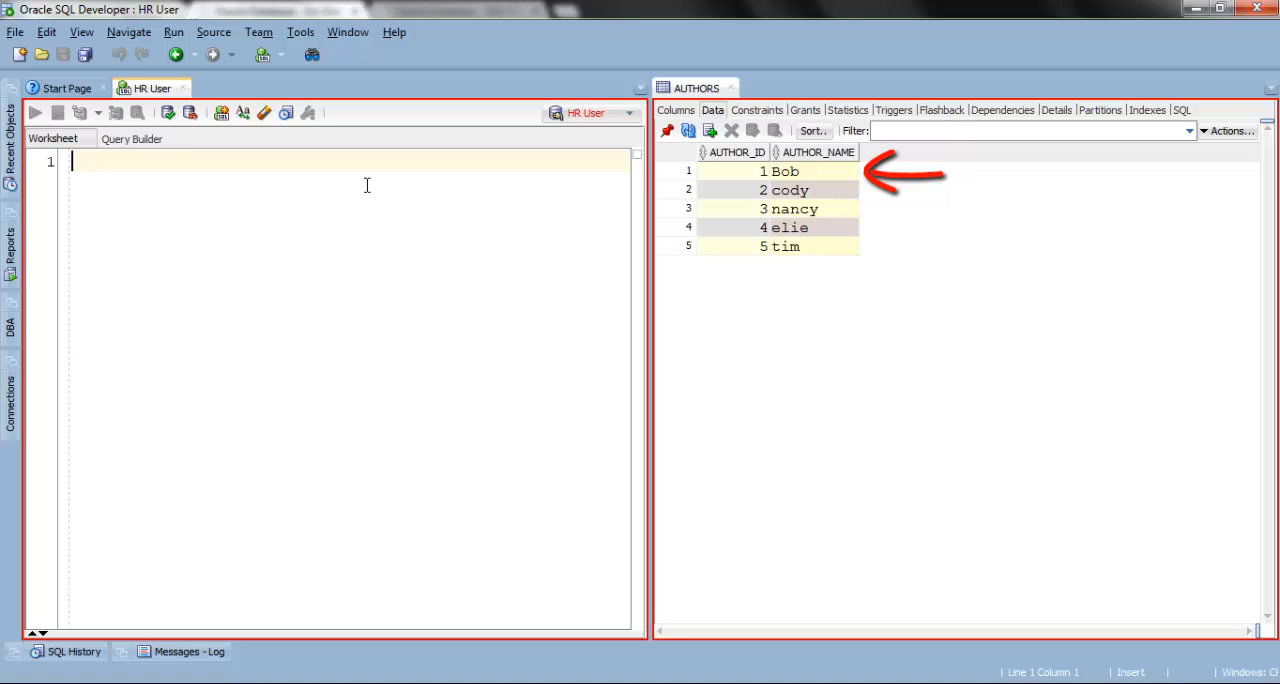 Oracle SQL Developer : HR User
File Edit View Navigate Run Source Team Tools Window Help
Start Page
HR User
AUTHORS
HR User
Columns Data Constraints Grants Statistics Triggers Flashback Dependencies Details Partitions Indexes SQL
Sort.. Filter: Actions...
Worksheet Query Builder
1
AUTHOR_ID AUTHOR_NAME
1 1 Bob
2 2 cody
3 3 nancy
4 4 elie
5 5 tim
Recent Objects
Reports
DBA
Connections
SQL History
Messages - Log
Line 1 Column 1 Insert Windows: Cl